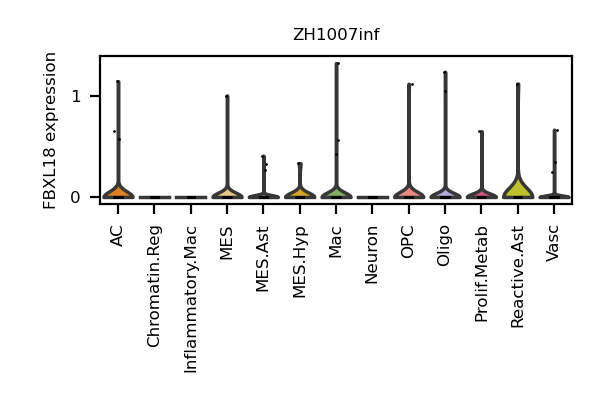 ZH1007inf
FBXL18 expression
1
0
AC
Chromatin.Reg
Inflammatory.Mac
MES
MES.Ast
MES.Hyp
Mac
Neuron
OPC
Oligo
Prolif.Metab
Reactive.Ast
Vasc